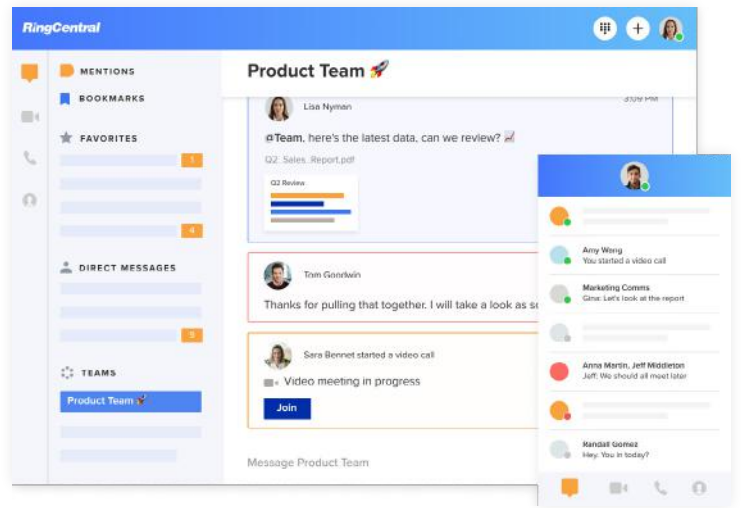 RingCentral
MENTIONS
BOOKMARKS
FAVORITES
1
4
DIRECT MESSAGES
9
TEAMS
Product Team 🚀
Product Team 🚀
Lisa Nyman
3:09 PM
@Team, here's the latest data, can we review? 📈
Q2_Sales_Report.pdf
Q2 Review
Tom Goodwin
Thanks for pulling that together. I will take a look as
Sara Bennet started a video call
Video meeting in progress
Join
Message Product Team
Amy Wong
You started a video call
Marketing Comms
Gina: Let's look at the report
Anna Martin, Jeff Middleton
Jeff: We should all meet later
Randall Gomez
Hey. You in today?